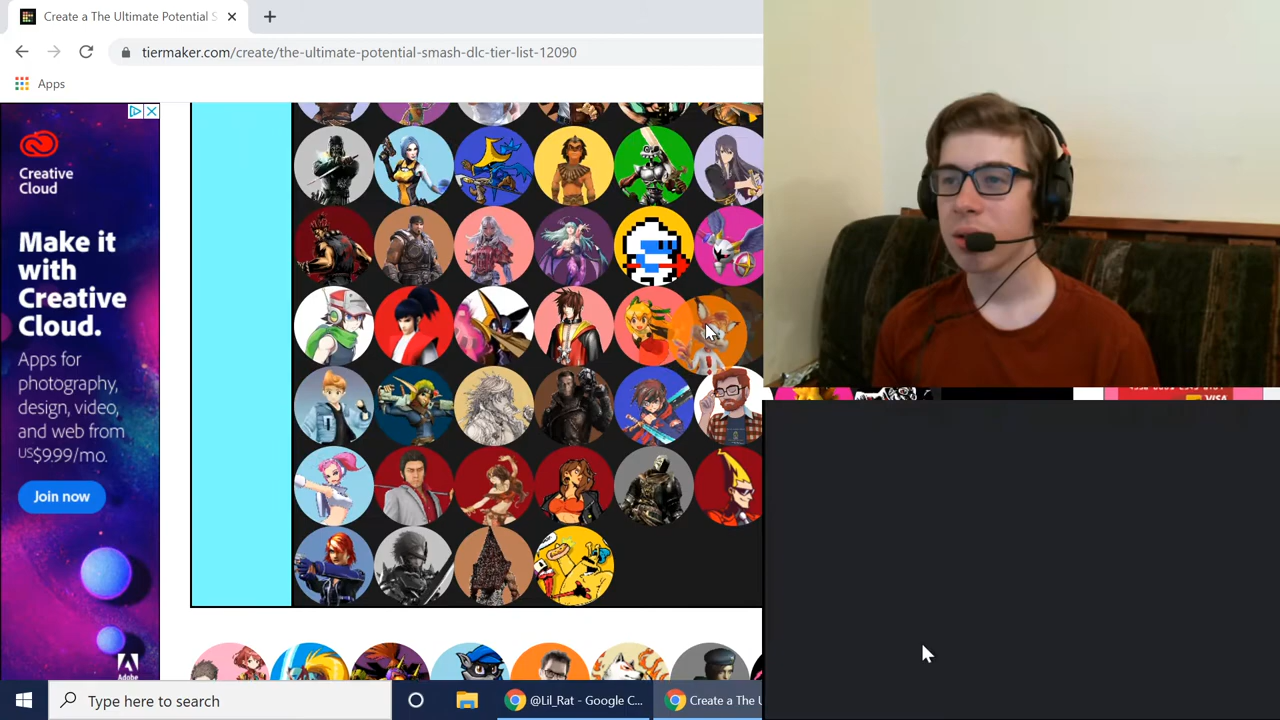 Create a The Ultimate Potential S
tiermaker.com/create/the-ultimate-potential-smash-dlc-tier-list-12090
Apps
Creative
Cloud
Make it
with
Creative
Cloud.
Apps for
photography,
design, video,
and web from
US$9.99/mo.
Join now
Adobe
VISA
Type here to search
@Lil_Rat - Google C...
Create a The U